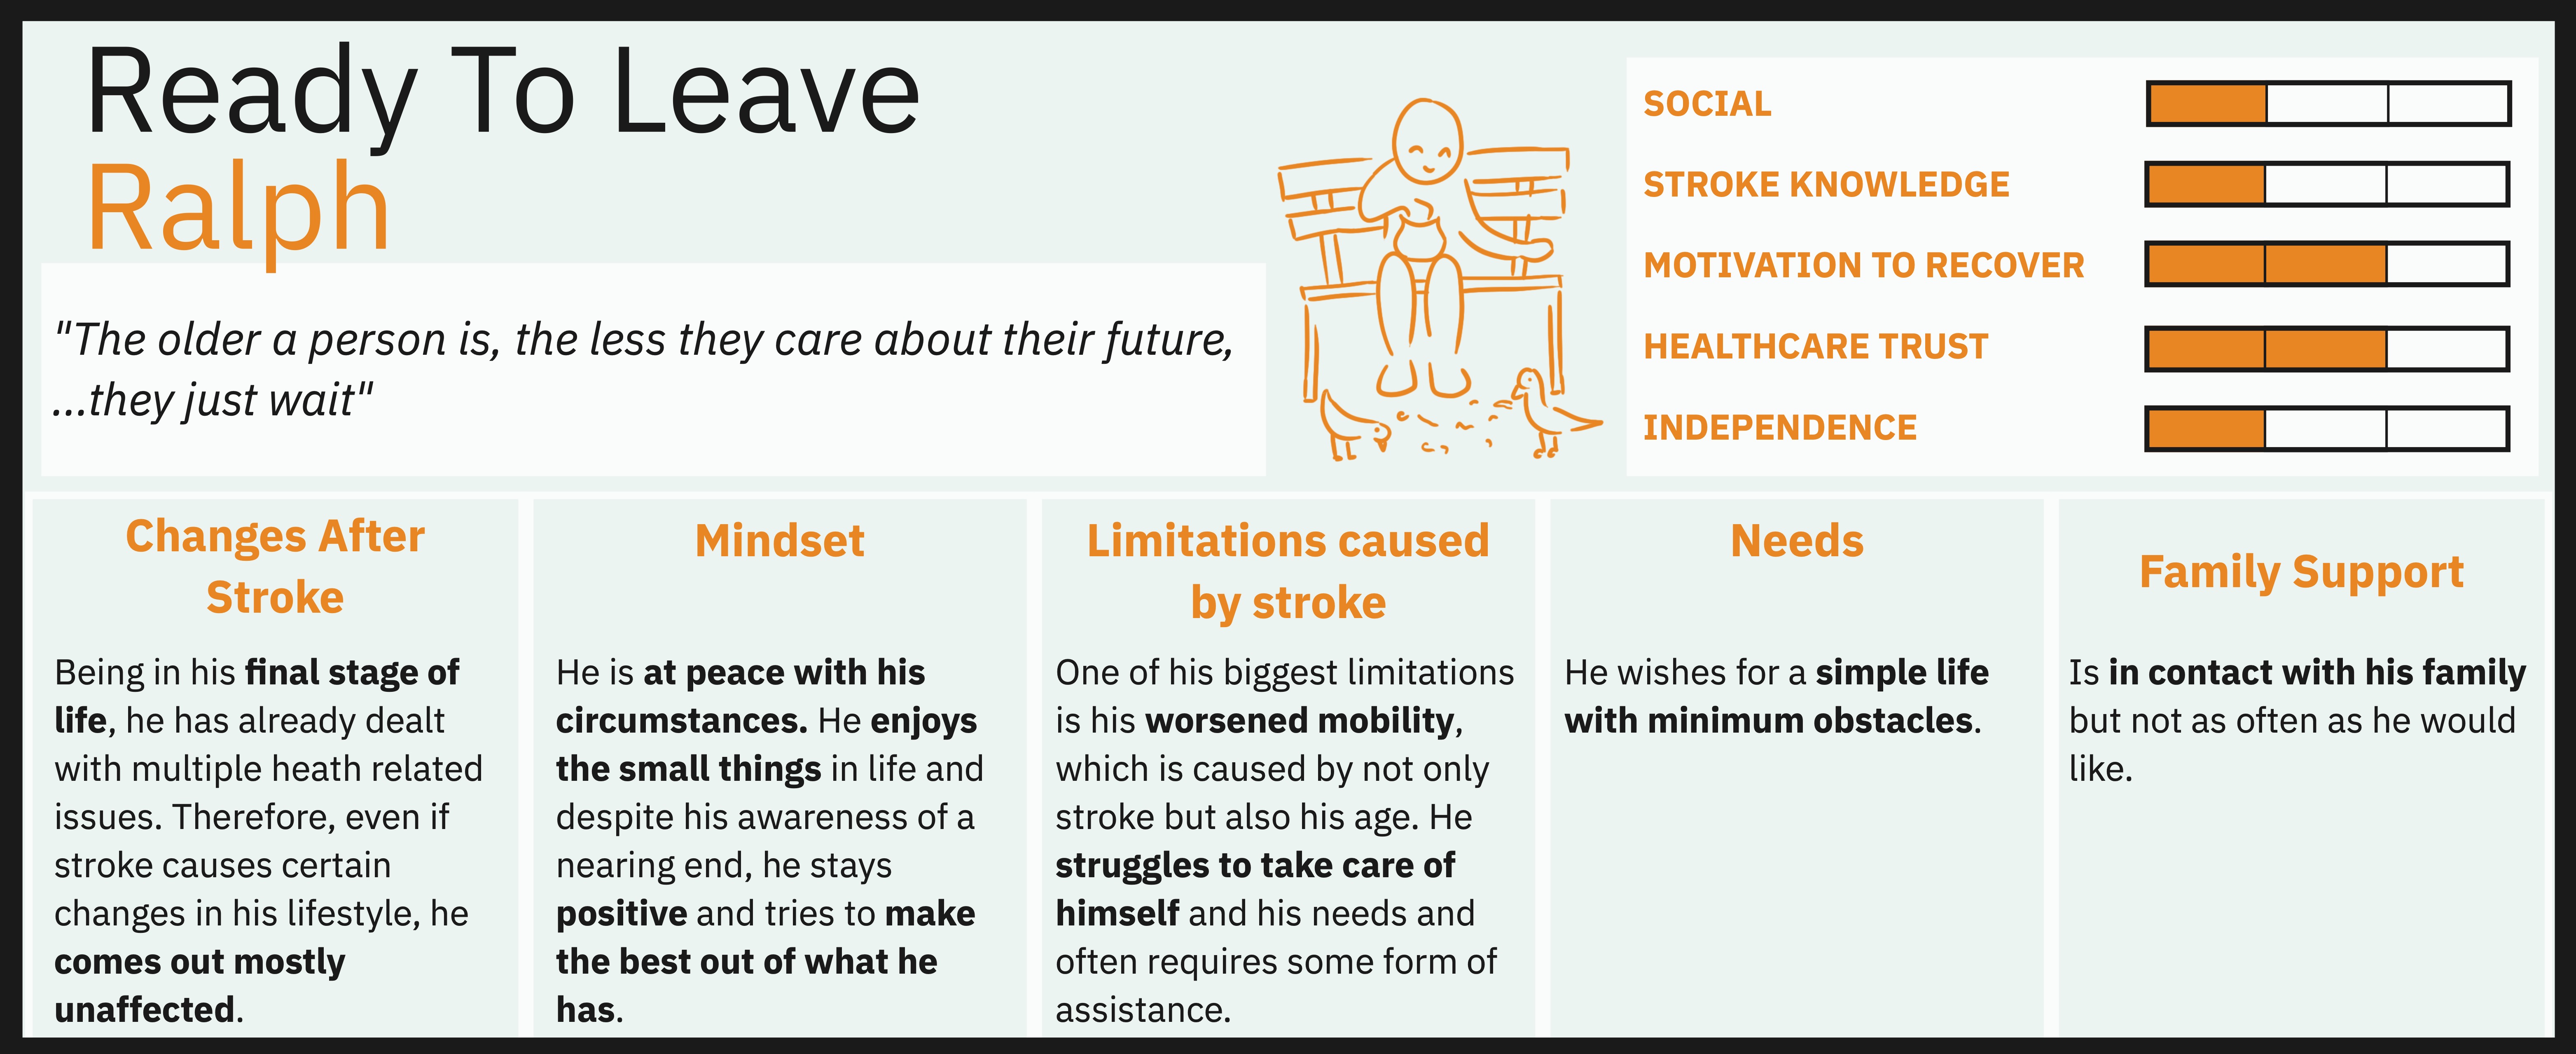 Ready To Leave
Ralph
"The older a person is, the less they care about their future,
...they just wait"
SOCIAL
STROKE KNOWLEDGE
MOTIVATION TO RECOVER
HEALTHCARE TRUST
INDEPENDENCE
Changes After
Stroke
Being in his final stage of
life, he has already dealt
with multiple heath related
issues. Therefore, even if
stroke causes certain
changes in his lifestyle, he
comes out mostly
unaffected.
Mindset
He is at peace with his
circumstances. He enjoys
the small things in life and
despite his awareness of a
nearing end, he stays
positive and tries to make
the best out of what he
has.
Limitations caused
by stroke
One of his biggest limitations
is his worsened mobility,
which is caused by not only
stroke but also his age. He
struggles to take care of
himself and his needs and
often requires some form of
assistance.
Needs
He wishes for a simple life
with minimum obstacles.
Family Support
Is in contact with his family
but not as often as he would
like.